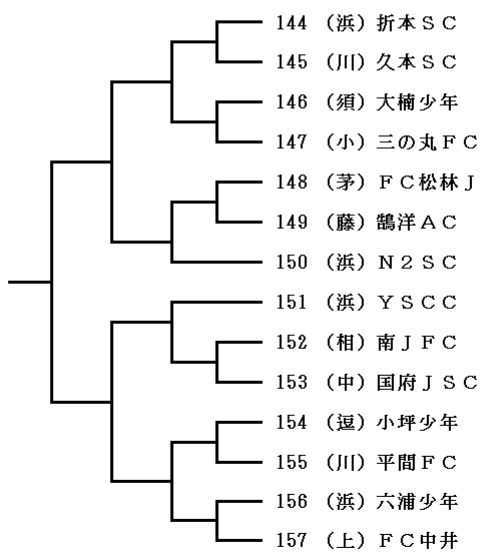 144 （浜）折本ＳＣ
145 （川）久本ＳＣ
146 （須）大楠少年
147 （小）三の丸ＦＣ
148 （茅）ＦＣ松林Ｊ
149 （藤）鵠洋ＡＣ
150 （浜）Ｎ２ＳＣ
151 （浜）ＹＳＣＣ
152 （相）南ＪＦＣ
153 （中）国府ＪＳＣ
154 （逗）小坪少年
155 （川）平間ＦＣ
156 （浜）六浦少年
157 （上）ＦＣ中井